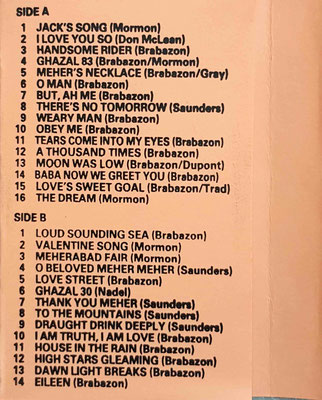 SIDE A
1 JACK'S SONG (Mormon)
2 I LOVE YOU SO (Don McLean)
3 HANDSOME RIDER (Brabazon)
4 GHAZAL 83 (Brabazon/Mormon)
5 MEHER'S NECKLACE (Brabazon/Gray)
6 O MAN (Brabazon)
7 BUT, AH ME (Brabazon)
8 THERE'S NO TOMORROW (Saunders)
9 WEARY MAN (Brabazon)
10 OBEY ME (Brabazon)
11 TEARS COME INTO MY EYES (Brabazon)
12 A THOUSAND TIMES (Brabazon)
13 MOON WAS LOW (Brabazon/Dupont)
14 BABA NOW WE GREET YOU (Brabazon)
15 LOVE'S SWEET GOAL (Brabazon/Trad)
16 THE DREAM (Mormon)
SIDE B
1 LOUD SOUNDING SEA (Brabazon)
2 VALENTINE SONG (Mormon)
3 MEHERABAD FAIR (Mormon)
4 O BELOVED MEHER MEHER (Saunders)
5 LOVE STREET (Brabazon)
6 GHAZAL 30 (Nadel)
7 THANK YOU MEHER (Saunders)
8 TO THE MOUNTAINS (Saunders)
9 DRAUGHT DRINK DEEPLY (Saunders)
10 I AM TRUTH, I AM LOVE (Brabazon)
11 HOUSE IN THE RAIN (Brabazon)
12 HIGH STARS GLEAMING (Brabazon)
13 DAWN LIGHT BREAKS (Brabazon)
14 EILEEN (Brabazon)